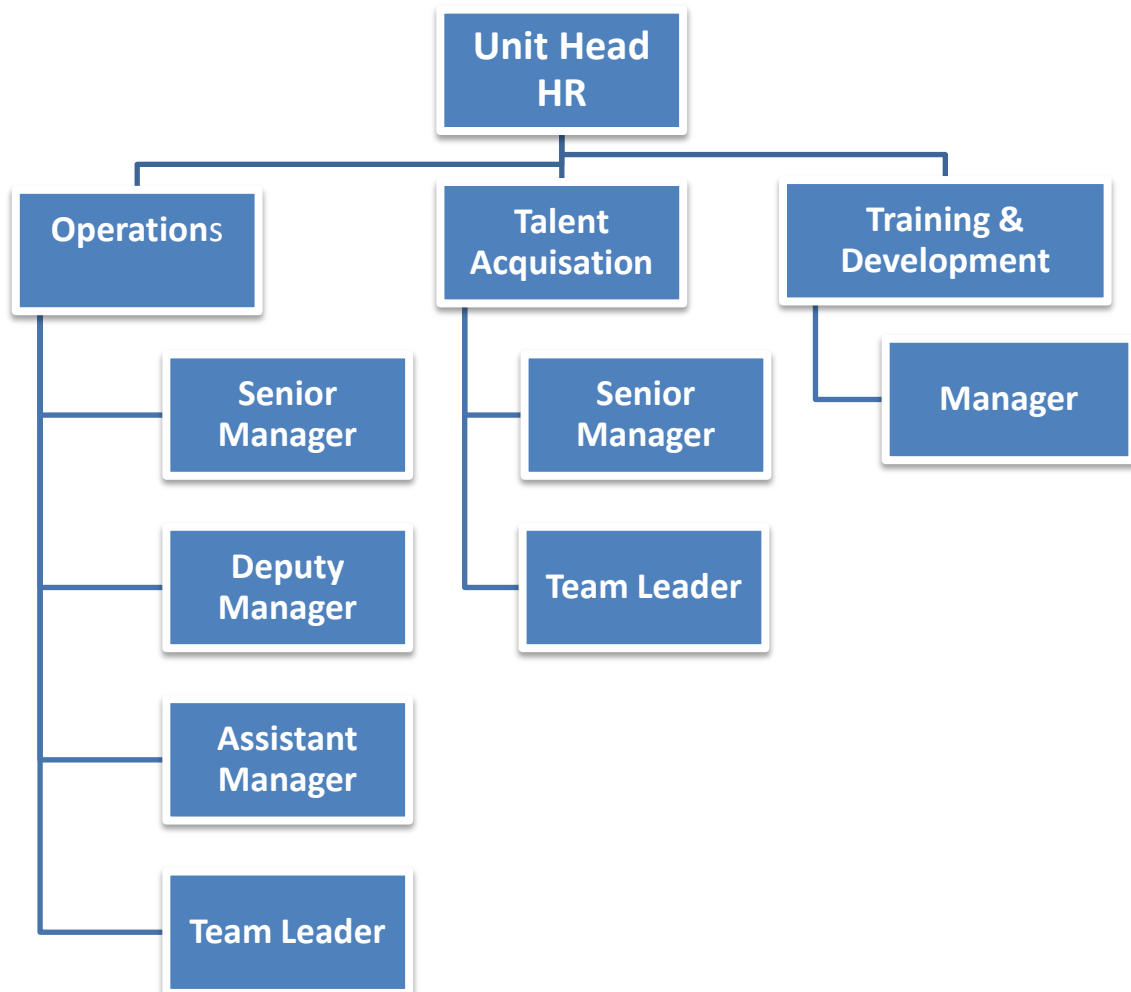 Unit Head
HR
Operations
Talent
Acquisation
Training &
Development
Senior
Manager
Senior
Manager
Manager
Deputy
Manager
Team Leader
Assistant
Manager
Team Leader